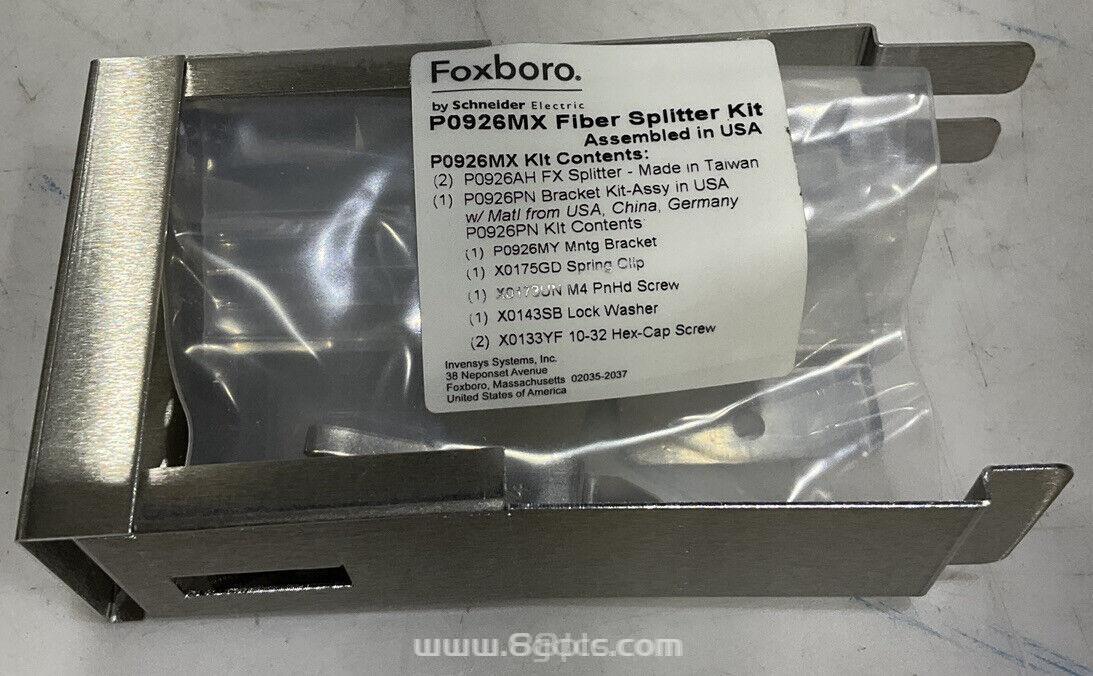 Foxboro.
by Schneider Electric
P0926MX Fiber Splitter Kit
Assembled in USA
P0926MX Kit Contents:
(2) P0926AH FX Splitter - Made in Taiwan
(1) P0926PN Bracket Kit-Assy in USA
w/ Matl from USA, China, Germany
P0926PN Kit Contents
(1) P0926MY Mntg Bracket
(1) X0175GD Spring Clip
(1) X0173UN M4 PnHd Screw
(1) X0143SB Lock Washer
(2) X0133YF 10-32 Hex-Cap Screw
Invensys Systems, Inc.
38 Neponset Avenue
Foxboro, Massachusetts 02035-2037
United States of America